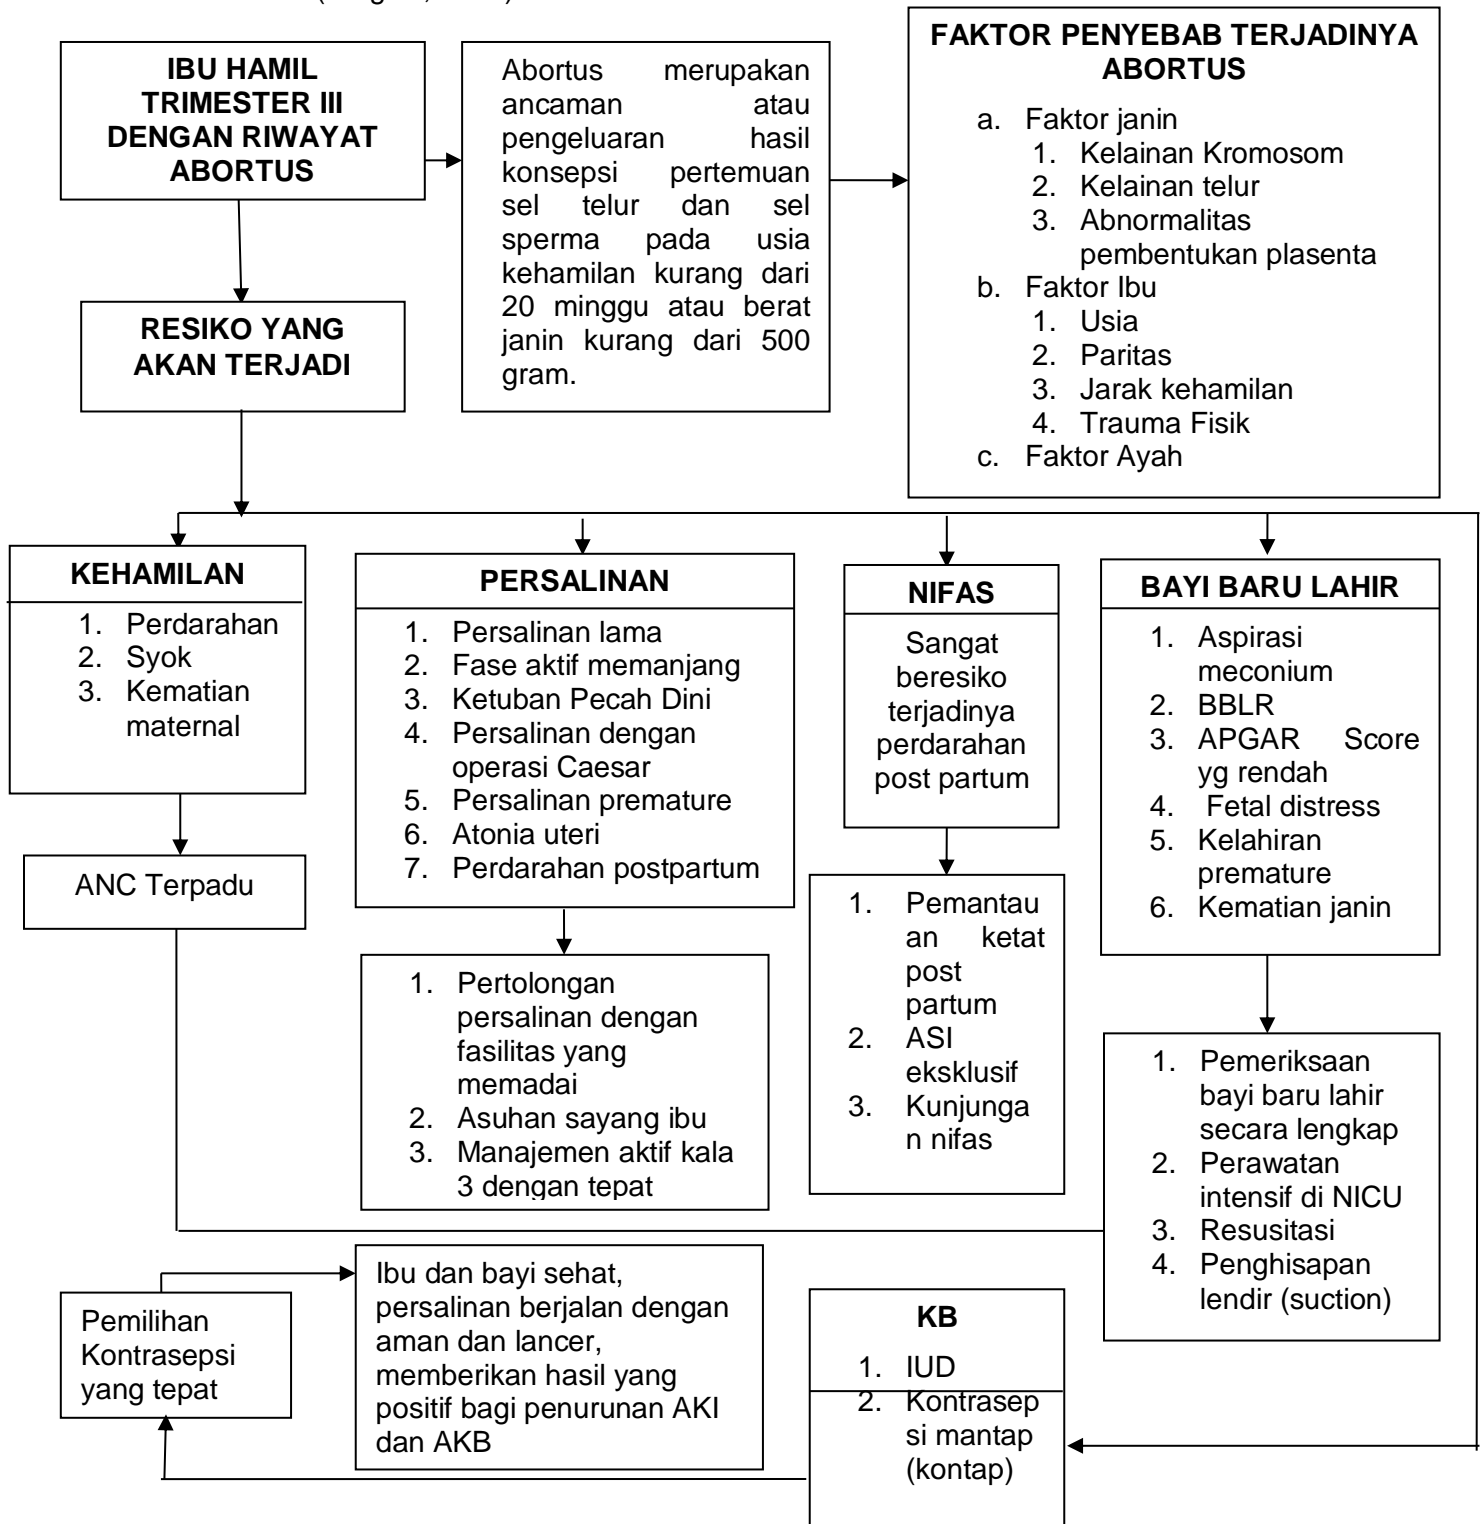 IBU HAMIL
TRIMESTER III
DENGAN RIWAYAT
ABORTUS
Abortus merupakan
ancaman atau
pengeluaran hasil
konsepsi pertemuan
sel telur dan sel
sperma pada usia
kehamilan kurang dari
20 minggu atau berat
janin kurang dari 500
gram.
FAKTOR PENYEBAB TERJADINYA
ABORTUS
a. Faktor janin
1. Kelainan Kromosom
2. Kelainan telur
3. Abnormalitas
pembentukan plasenta
b. Faktor Ibu
1. Usia
2. Paritas
3. Jarak kehamilan
4. Trauma Fisik
c. Faktor Ayah
RESIKO YANG
AKAN TERJADI
KEHAMILAN
1. Perdarahan
2. Syok
3. Kematian
maternal
PERSALINAN
1. Persalinan lama
2. Fase aktif memanjang
3. Ketuban Pecah Dini
4. Persalinan dengan
operasi Caesar
5. Persalinan premature
6. Atonia uteri
7. Perdarahan postpartum
NIFAS
Sangat
beresiko
terjadinya
perdarahan
post partum
BAYI BARU LAHIR
1. Aspirasi
meconium
2. BBLR
3. APGAR Score
yg rendah
4. Fetal distress
5. Kelahiran
premature
6. Kematian janin
ANC Terpadu
1. Pertolongan
persalinan dengan
fasilitas yang
memadai
2. Asuhan sayang ibu
3. Manajemen aktif kala
3 dengan tepat
1. Pemantau
an ketat
post
partum
2. ASI
eksklusif
3. Kunjunga
n nifas
1. Pemeriksaan
bayi baru lahir
secara lengkap
2. Perawatan
intensif di NICU
3. Resusitasi
4. Penghisapan
lendir (suction)
Pemilihan
Kontrasepsi
yang tepat
Ibu dan bayi sehat,
persalinan berjalan dengan
aman dan lancer,
memberikan hasil yang
positif bagi penurunan AKI
dan AKB
KB
1. IUD
2. Kontrasep
si mantap
(kontap)